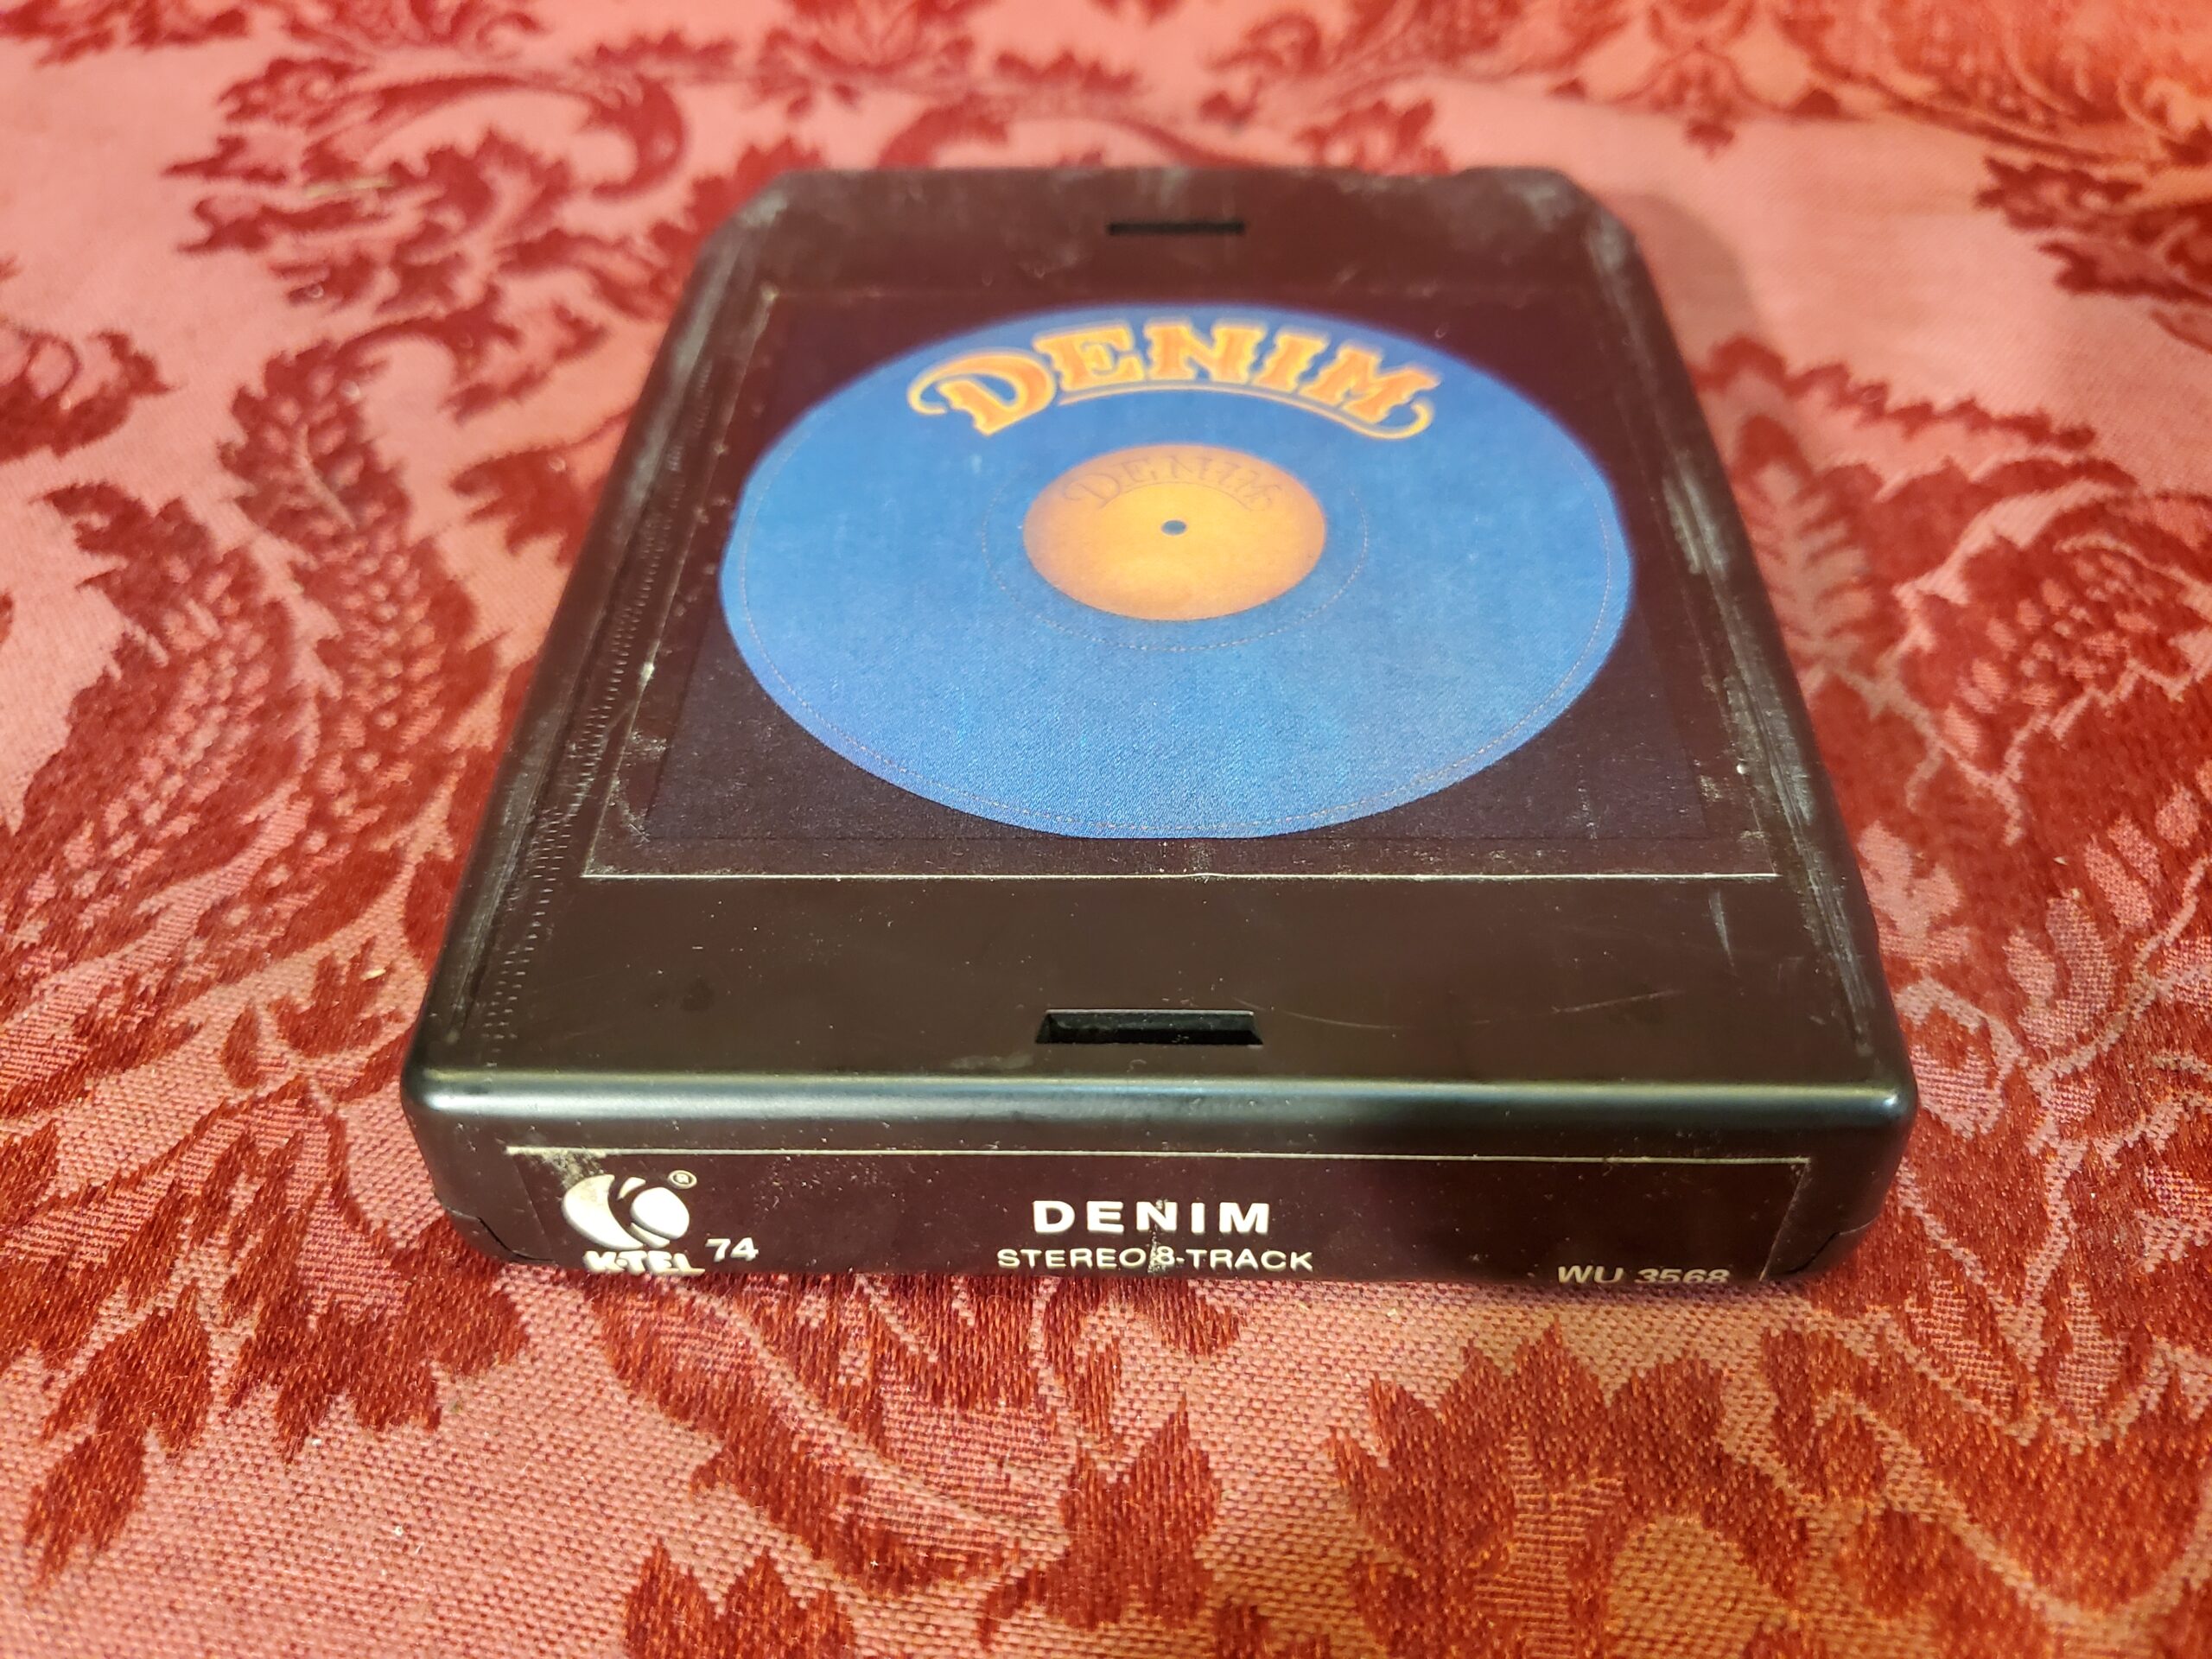 DENIM
DENIM
®
K-TEL 74
DENIM
STEREO 8-TRACK
WU 3568